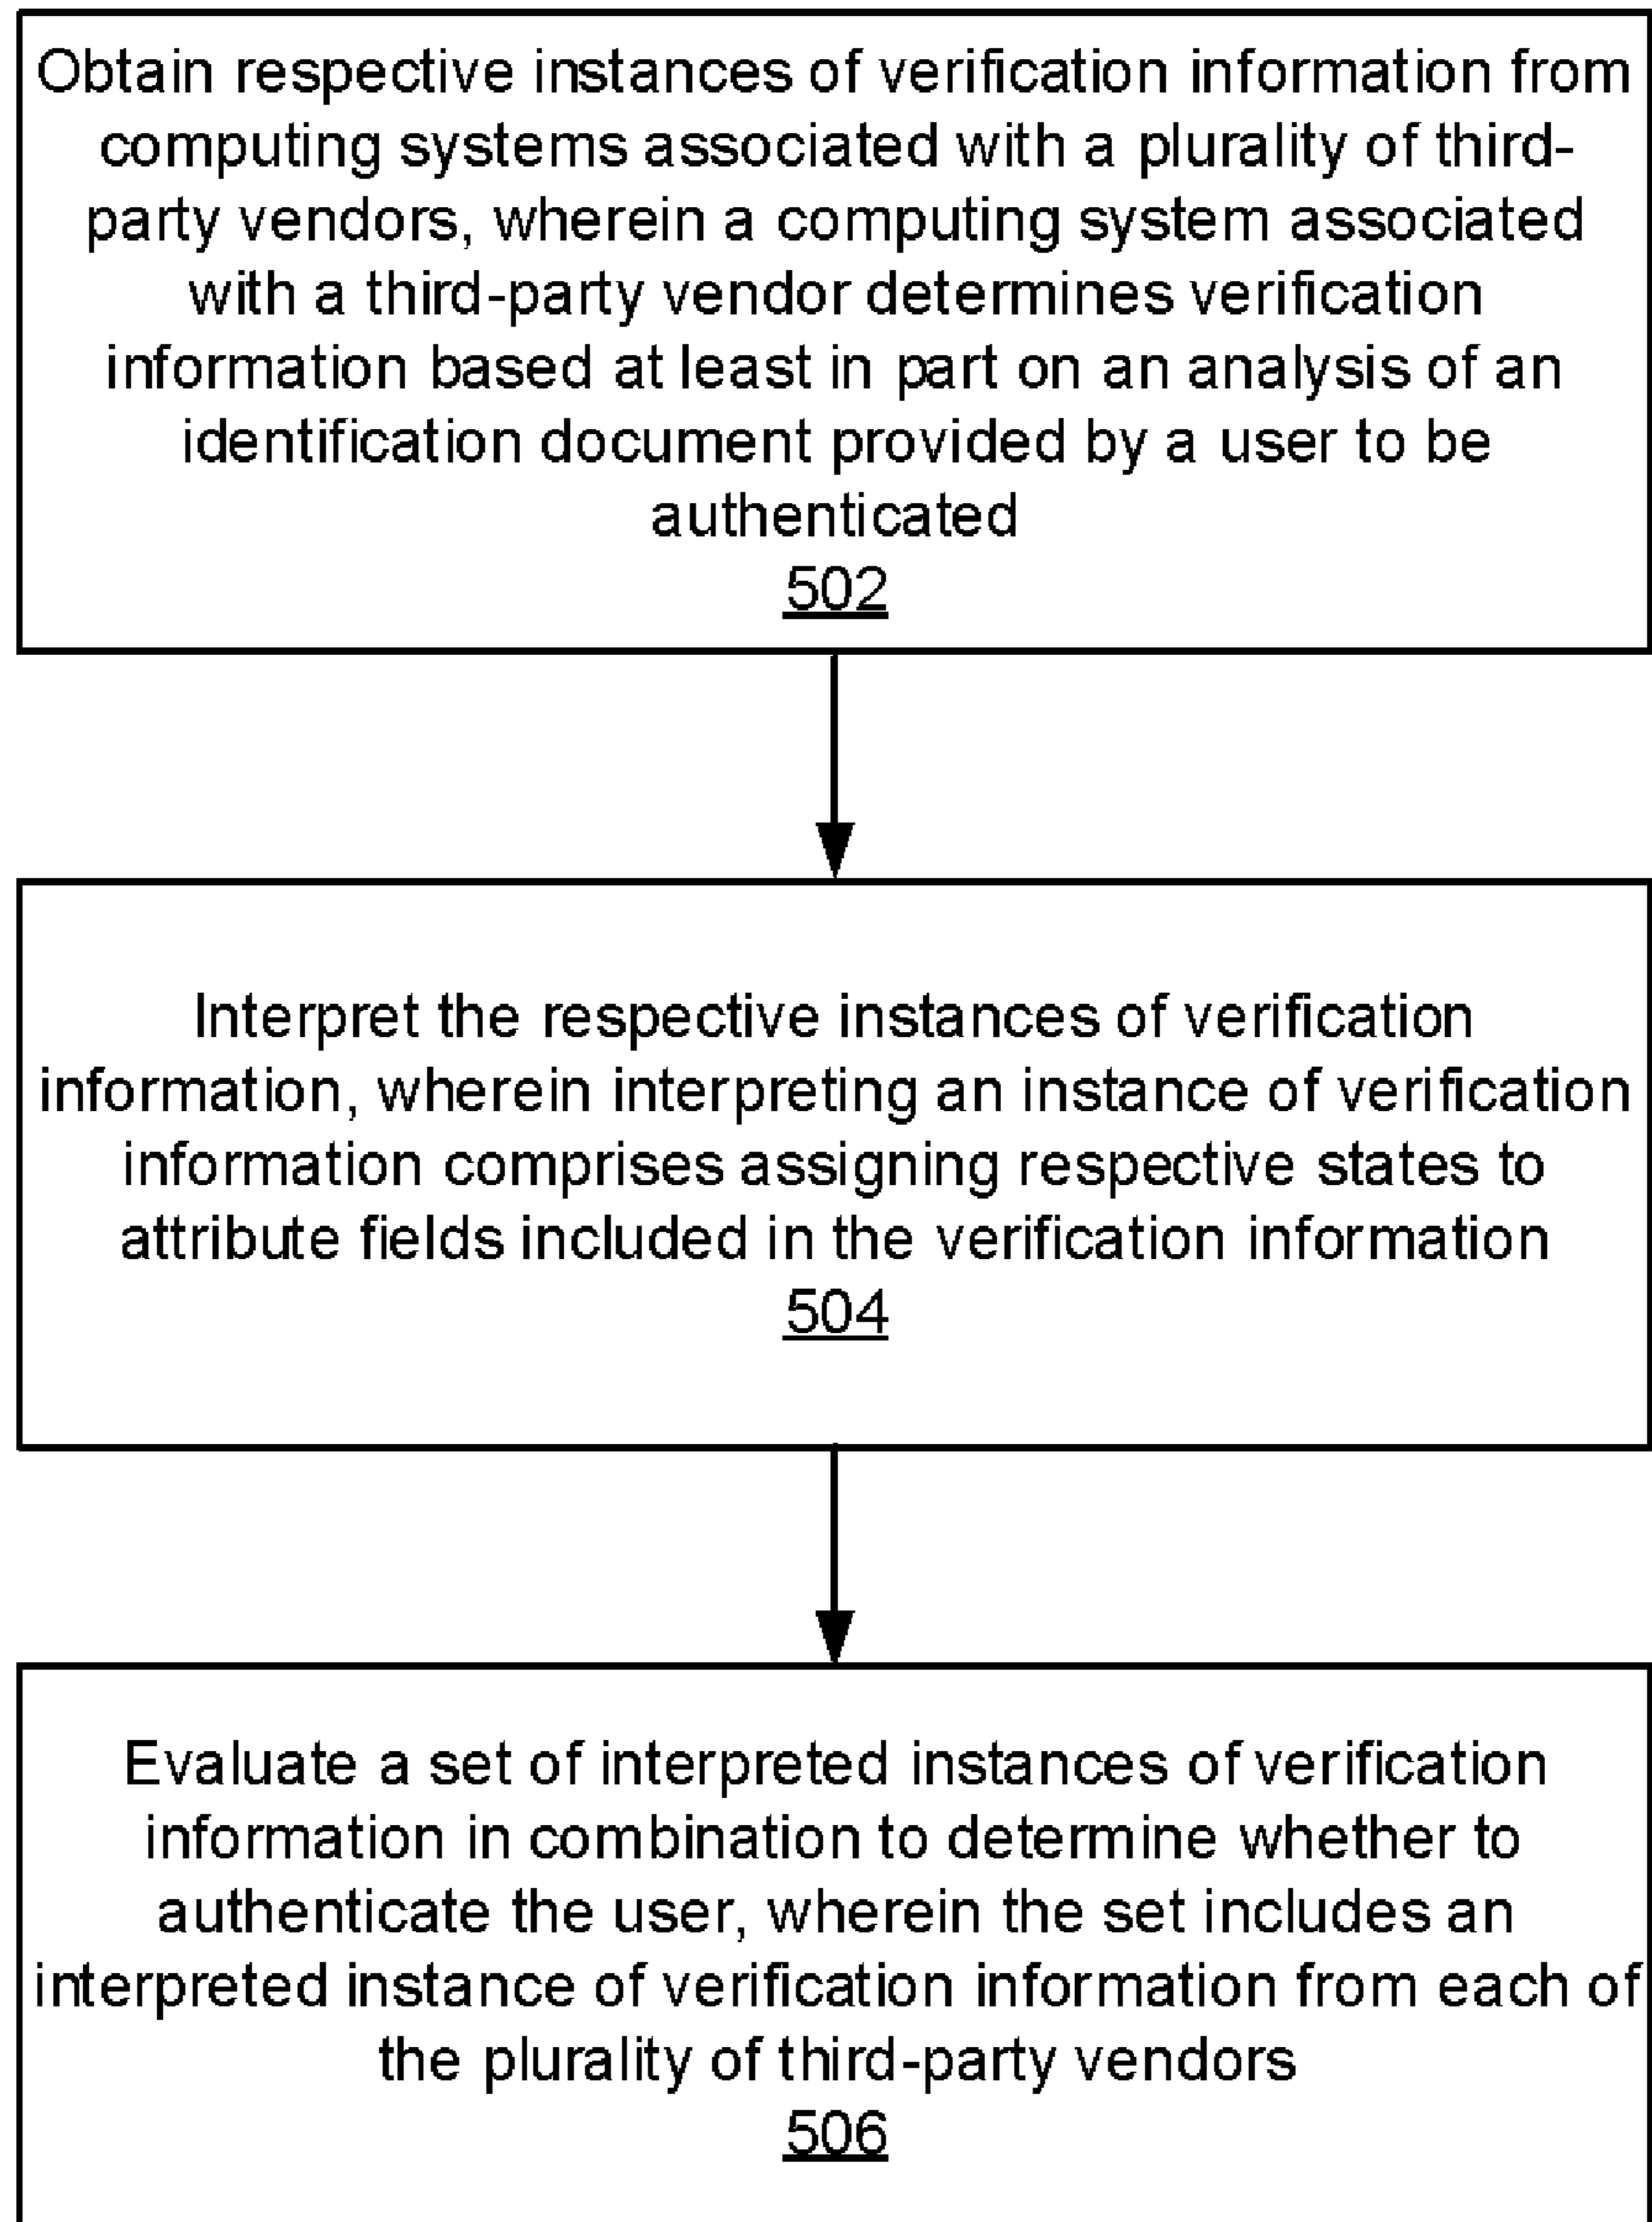 Obtain respective instances of verification information from
computing systems associated with a plurality of third-
party vendors, wherein a computing system associated
with a third-party vendor determines verification
information based at least in part on an analysis of an
identification document provided by a user to be
authenticated
502
Interpret the respective instances of verification
information, wherein interpreting an instance of verification
information comprises assigning respective states to
attribute fields included in the verification information
504
Evaluate a set of interpreted instances of verification
information in combination to determine whether to
authenticate the user, wherein the set includes an
interpreted instance of verification information from each of
the plurality of third-party vendors
506